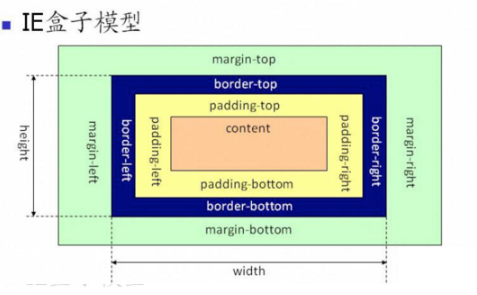 IE盒子模型
margin-top
border-top
padding-top
content
height
margin-left
border-left
padding-left
padding-right
border-right
margin-right
padding-bottom
border-bottom
margin-bottom
width